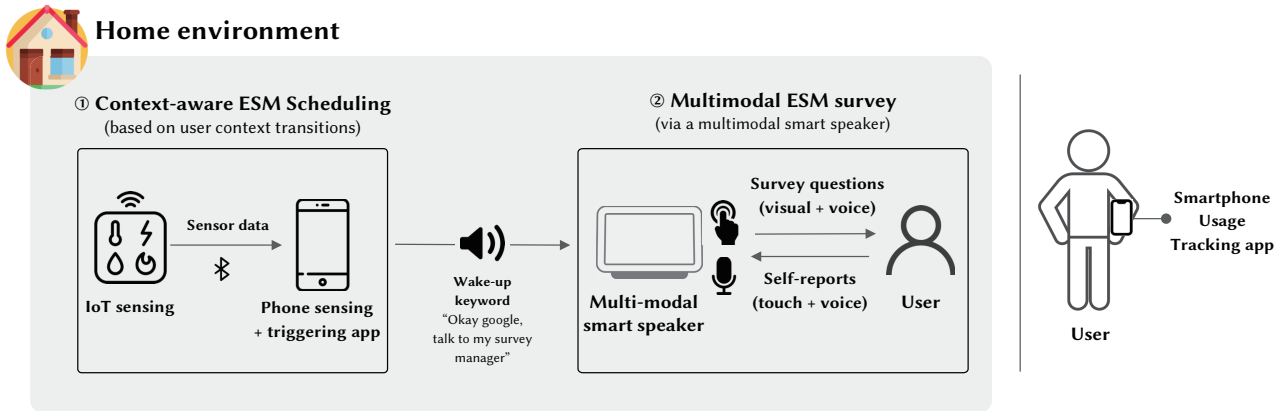 Home environment
① Context-aware ESM Scheduling
(based on user context transitions)
Sensor data
IoT sensing
Phone sensing
+ triggering app
Wake-up
keyword
“Okay google,
talk to my survey
manager”
② Multimodal ESM survey
(via a multimodal smart speaker)
Survey questions
(visual + voice)
Self-reports
(touch + voice)
Multi-modal
smart speaker
User
Smartphone
Usage
Tracking app
User